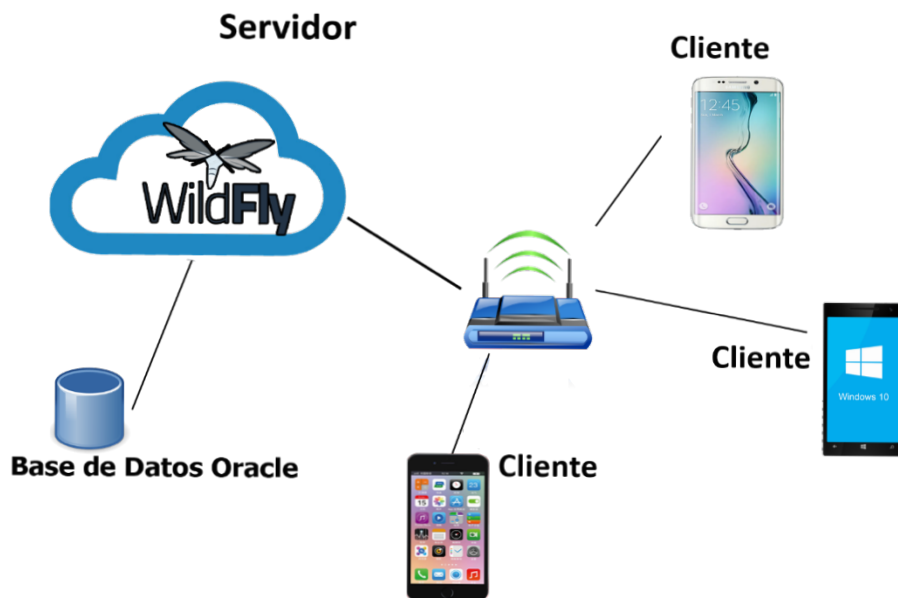 Servidor
Cliente
12:45
WildFly
Cliente
Windows 10
Base de Datos Oracle
Cliente